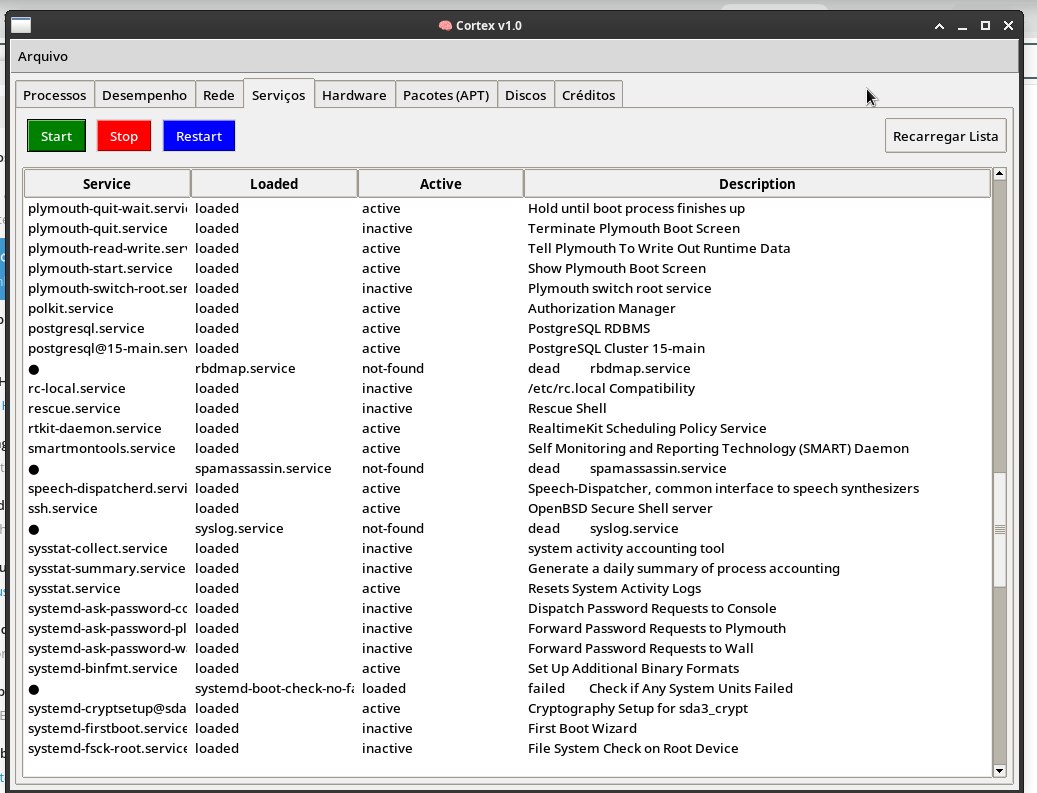 Cortex v1.0
Arquivo
Processos Desempenho Rede Serviços Hardware Pacotes (APT) Discos Créditos
Start Stop Restart Recarregar Lista
Service Loaded Active Description
plymouth-quit-wait.servi loaded active Hold until boot process finishes up
plymouth-quit.service loaded inactive Terminate Plymouth Boot Screen
plymouth-read-write.ser loaded active Tell Plymouth To Write Out Runtime Data
plymouth-start.service loaded active Show Plymouth Boot Screen
plymouth-switch-root.ser loaded inactive Plymouth switch root service
polkit.service loaded active Authorization Manager
postgresql.service loaded active PostgreSQL RDBMS
postgresql@15-main.serv loaded active PostgreSQL Cluster 15-main
● rbdmap.service not-found dead rbdmap.service
rc-local.service loaded inactive /etc/rc.local Compatibility
rescue.service loaded inactive Rescue Shell
rtkit-daemon.service loaded active RealtimeKit Scheduling Policy Service
smartmontools.service loaded active Self Monitoring and Reporting Technology (SMART) Daemon
● spamassassin.service not-found dead spamassassin.service
speech-dispatcherd.servi loaded active Speech-Dispatcher, common interface to speech synthesizers
ssh.service loaded active OpenBSD Secure Shell server
● syslog.service not-found dead syslog.service
sysstat-collect.service loaded inactive system activity accounting tool
sysstat-summary.service loaded inactive Generate a daily summary of process accounting
sysstat.service loaded active Resets System Activity Logs
systemd-ask-password-co loaded inactive Dispatch Password Requests to Console
systemd-ask-password-pl loaded inactive Forward Password Requests to Plymouth
systemd-ask-password-w loaded inactive Forward Password Requests to Wall
systemd-binfmt.service loaded active Set Up Additional Binary Formats
● systemd-boot-check-no-fa loaded failed Check if Any System Units Failed
systemd-cryptsetup@sda loaded active Cryptography Setup for sda3_crypt
systemd-firstboot.service loaded inactive First Boot Wizard
systemd-fsck-root.service loaded inactive File System Check on Root Device